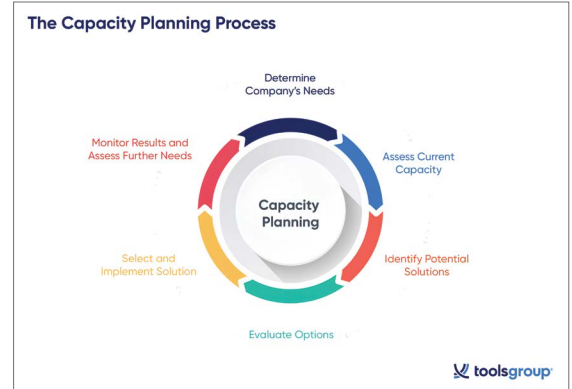 The Capacity Planning Process
Determine
Company's Needs
Assess Current
Capacity
Identify Potential
Solutions
Evaluate Options
Select and
Implement Solution
Monitor Results and
Assess Further Needs
Capacity
Planning
toolsgroup